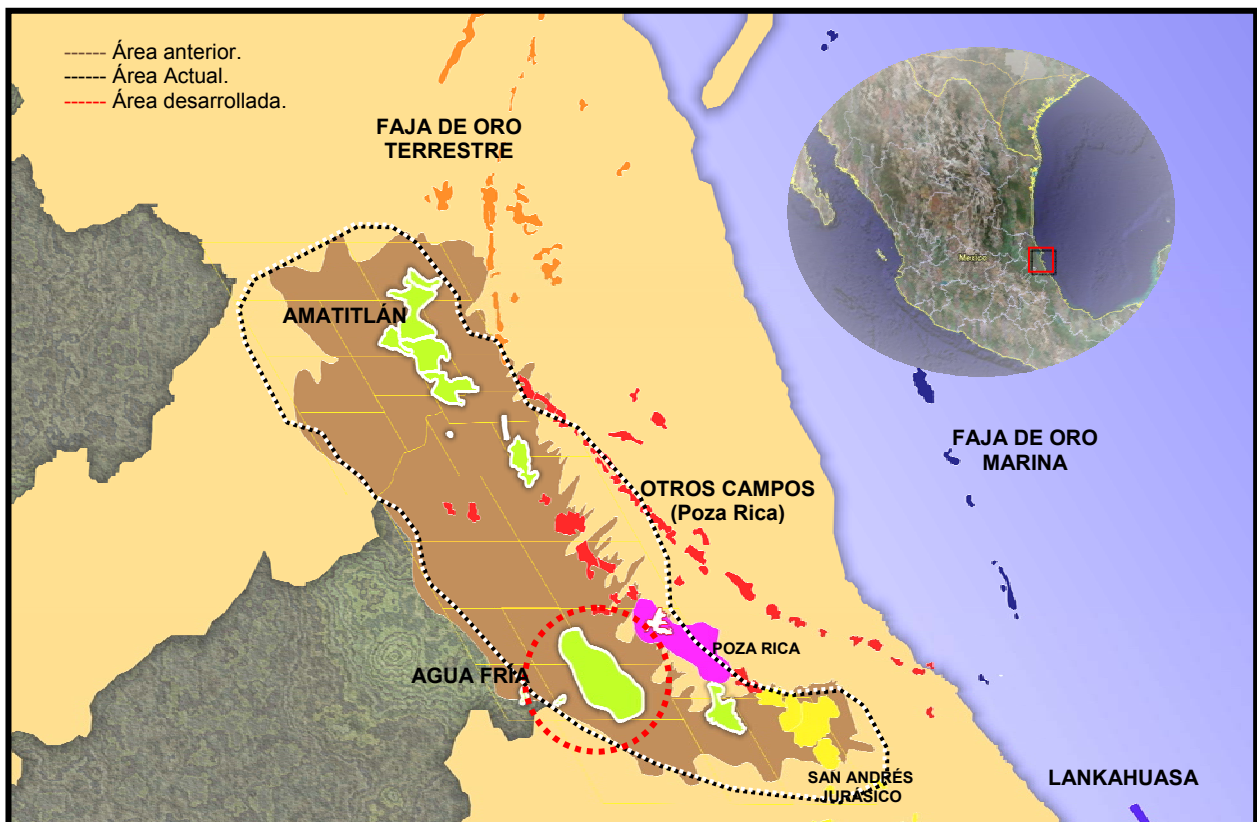 ------ Área anterior.
------ Área Actual.
------ Área desarrollada.
FAJA DE ORO
TERRESTRE
Mexico
AMATITLÁN
FAJA DE ORO
MARINA
OTROS CAMPOS
(Poza Rica)
POZA RICA
AGUA FRÍA
SAN ANDRÉS
JURÁSICO
LANKAHUASA